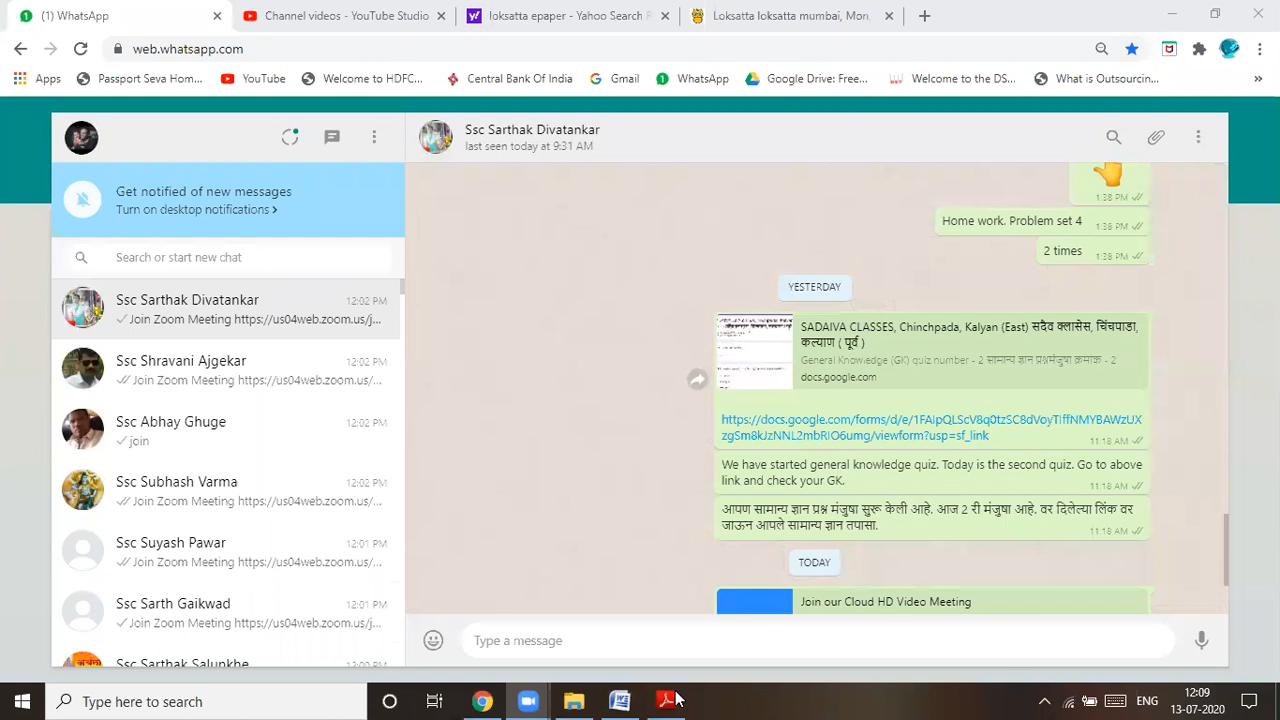 (1) WhatsApp
Channel videos - YouTube Studio
loksatta epaper - Yahoo Search R
Loksatta loksatta mumbai, Mon,
web.whatsapp.com
Apps
Passport Seva Hom...
YouTube
Welcome to HDFC...
Central Bank Of India
Gmail
WhatsApp
Google Drive: Free...
Welcome to the DS...
What is Outsourcin...
Ssc Sarthak Divatankar
last seen today at 9:31 AM
Get notified of new messages
Turn on desktop notifications
Search or start new chat
Ssc Sarthak Divatankar
12:02 PM
Join Zoom Meeting https://us04web.zoom.us/j...
Ssc Shravani Ajgekar
12:02 PM
Join Zoom Meeting https://us04web.zoom.us/...
Ssc Abhay Ghuge
12:02 PM
join
Ssc Subhash Varma
12:02 PM
Join Zoom Meeting https://us04web.zoom.us/...
Ssc Suyash Pawar
12:01 PM
Join Zoom Meeting https://us04web.zoom.us/...
Ssc Sarth Gaikwad
12:01 PM
Join Zoom Meeting https://us04web.zoom.us/j...
Ssc Sarthak Salunkhe
1:38 PM
Home work. Problem set 4
1:38 PM
2 times
1:38 PM
YESTERDAY
SADAIVA CLASSES, Chinchpada, Kalyan (East) सदैव क्लासेस, चिंचपाडा,
कल्याण ( पूर्व )
General Knowledge (GK) quiz number - 2 सामान्य ज्ञान प्रश्नमंजुषा क्रमांक - 2
docs.google.com
https://docs.google.com/forms/d/e/1FAIpQLScV8q0tzSC8dVoyTiffNMYBAWzUX
zgSm8kJzNNL2mbRIO6umg/viewform?usp=sf_link
11:18 AM
We have started general knowledge quiz. Today is the second quiz. Go to above
link and check your GK.
11:18 AM
आपण सामान्य ज्ञान प्रश्न मंजुषा सुरू केली आहे. आज 2 री मंजुषा आहे. वर दिलेल्या लिंक वर
जाऊन आपले सामान्य ज्ञान तपासा.
11:18 AM
TODAY
Join our Cloud HD Video Meeting
Type a message
Type here to search
ENG
12:09
13-07-2020